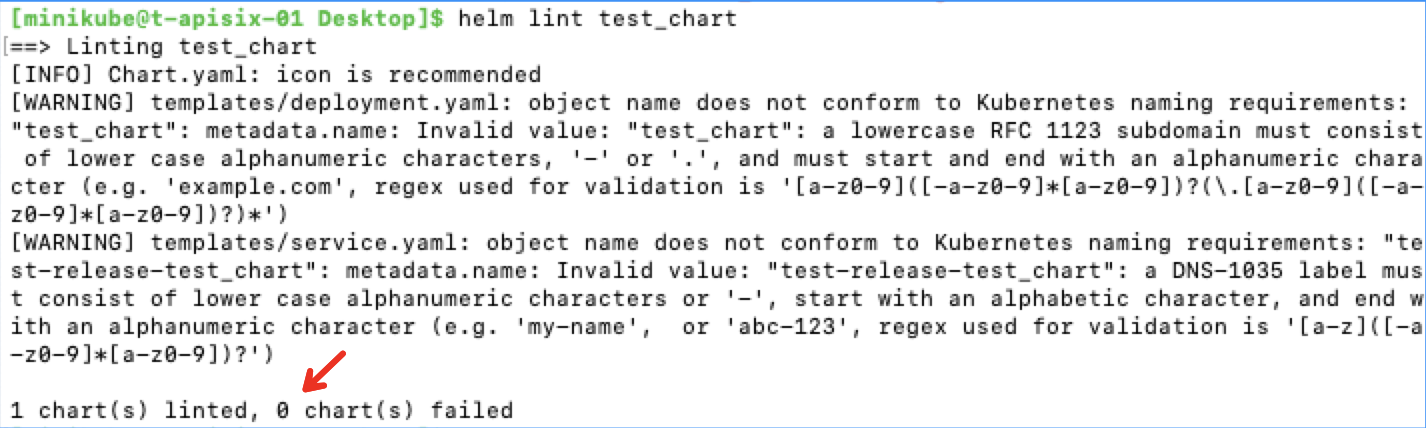 [minikube@t-apisix-01 Desktop]$ helm lint test_chart
[==> Linting test_chart
[INFO] Chart.yaml: icon is recommended
[WARNING] templates/deployment.yaml: object name does not conform to Kubernetes naming requirements:
"test_chart": metadata.name: Invalid value: "test_chart": a lowercase RFC 1123 subdomain must consist
 of lower case alphanumeric characters, '-' or '.', and must start and end with an alphanumeric chara
cter (e.g. 'example.com', regex used for validation is '[a-z0-9]([-a-z0-9]*[a-z0-9])?(\.[a-z0-9]([-a-
z0-9]*[a-z0-9])?)*')
[WARNING] templates/service.yaml: object name does not conform to Kubernetes naming requirements: "te
st-release-test_chart": metadata.name: Invalid value: "test-release-test_chart": a DNS-1035 label mus
t consist of lower case alphanumeric characters or '-', start with an alphabetic character, and end w
ith an alphanumeric character (e.g. 'my-name',  or 'abc-123', regex used for validation is '[a-z]([-a
-z0-9]*[a-z0-9])?')
1 chart(s) linted, 0 chart(s) failed